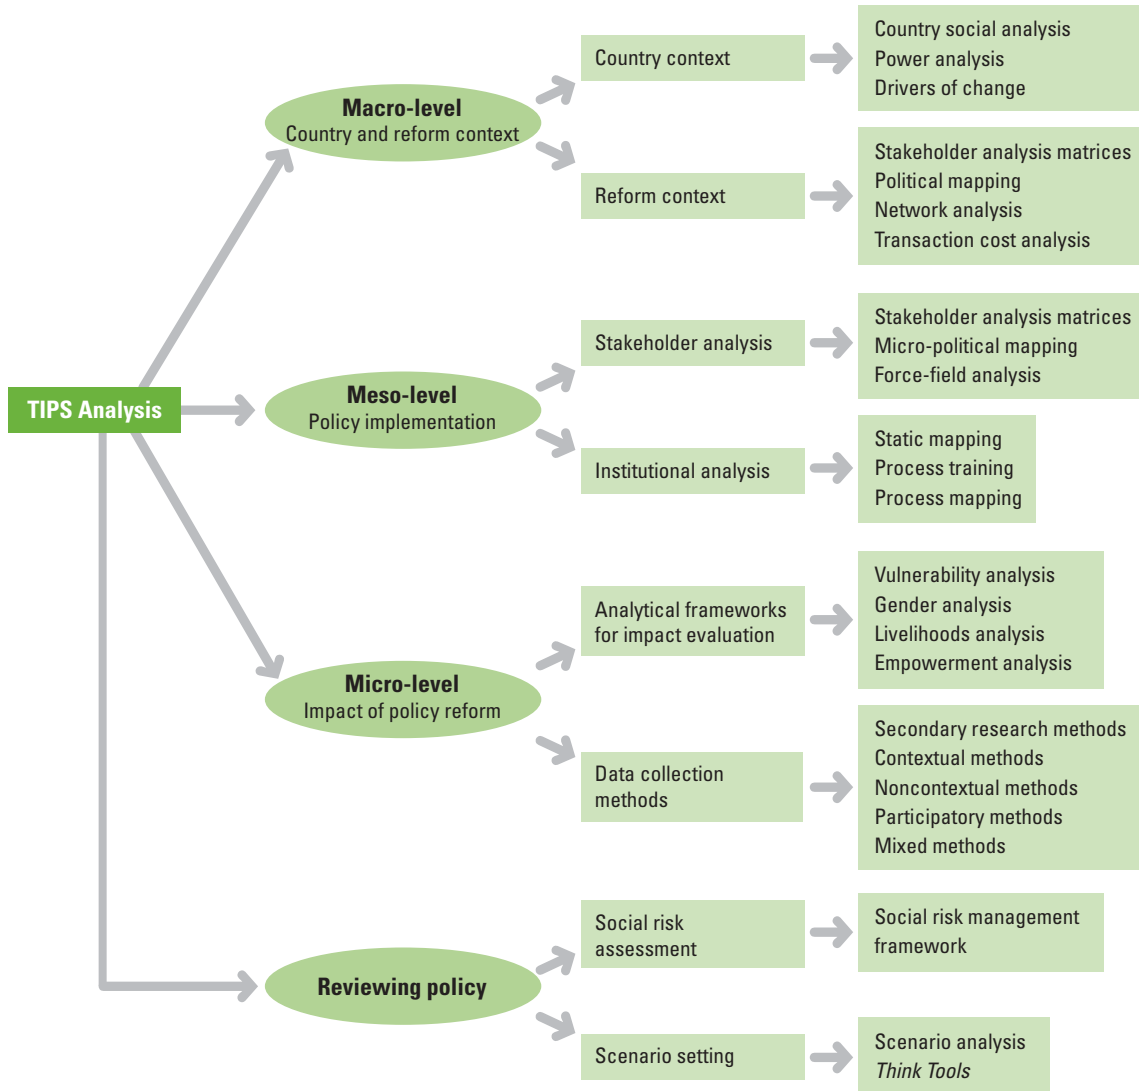 TIPS Analysis
Macro-level
Country and reform context
Country context
Country social analysis
Power analysis
Drivers of change
Reform context
Stakeholder analysis matrices
Political mapping
Network analysis
Transaction cost analysis
Meso-level
Policy implementation
Stakeholder analysis
Stakeholder analysis matrices
Micro-political mapping
Force-field analysis
Institutional analysis
Static mapping
Process training
Process mapping
Micro-level
Impact of policy reform
Analytical frameworks
for impact evaluation
Vulnerability analysis
Gender analysis
Livelihoods analysis
Empowerment analysis
Data collection
methods
Secondary research methods
Contextual methods
Noncontextual methods
Participatory methods
Mixed methods
Reviewing policy
Social risk
assessment
Social risk management
framework
Scenario setting
Scenario analysis
Think Tools